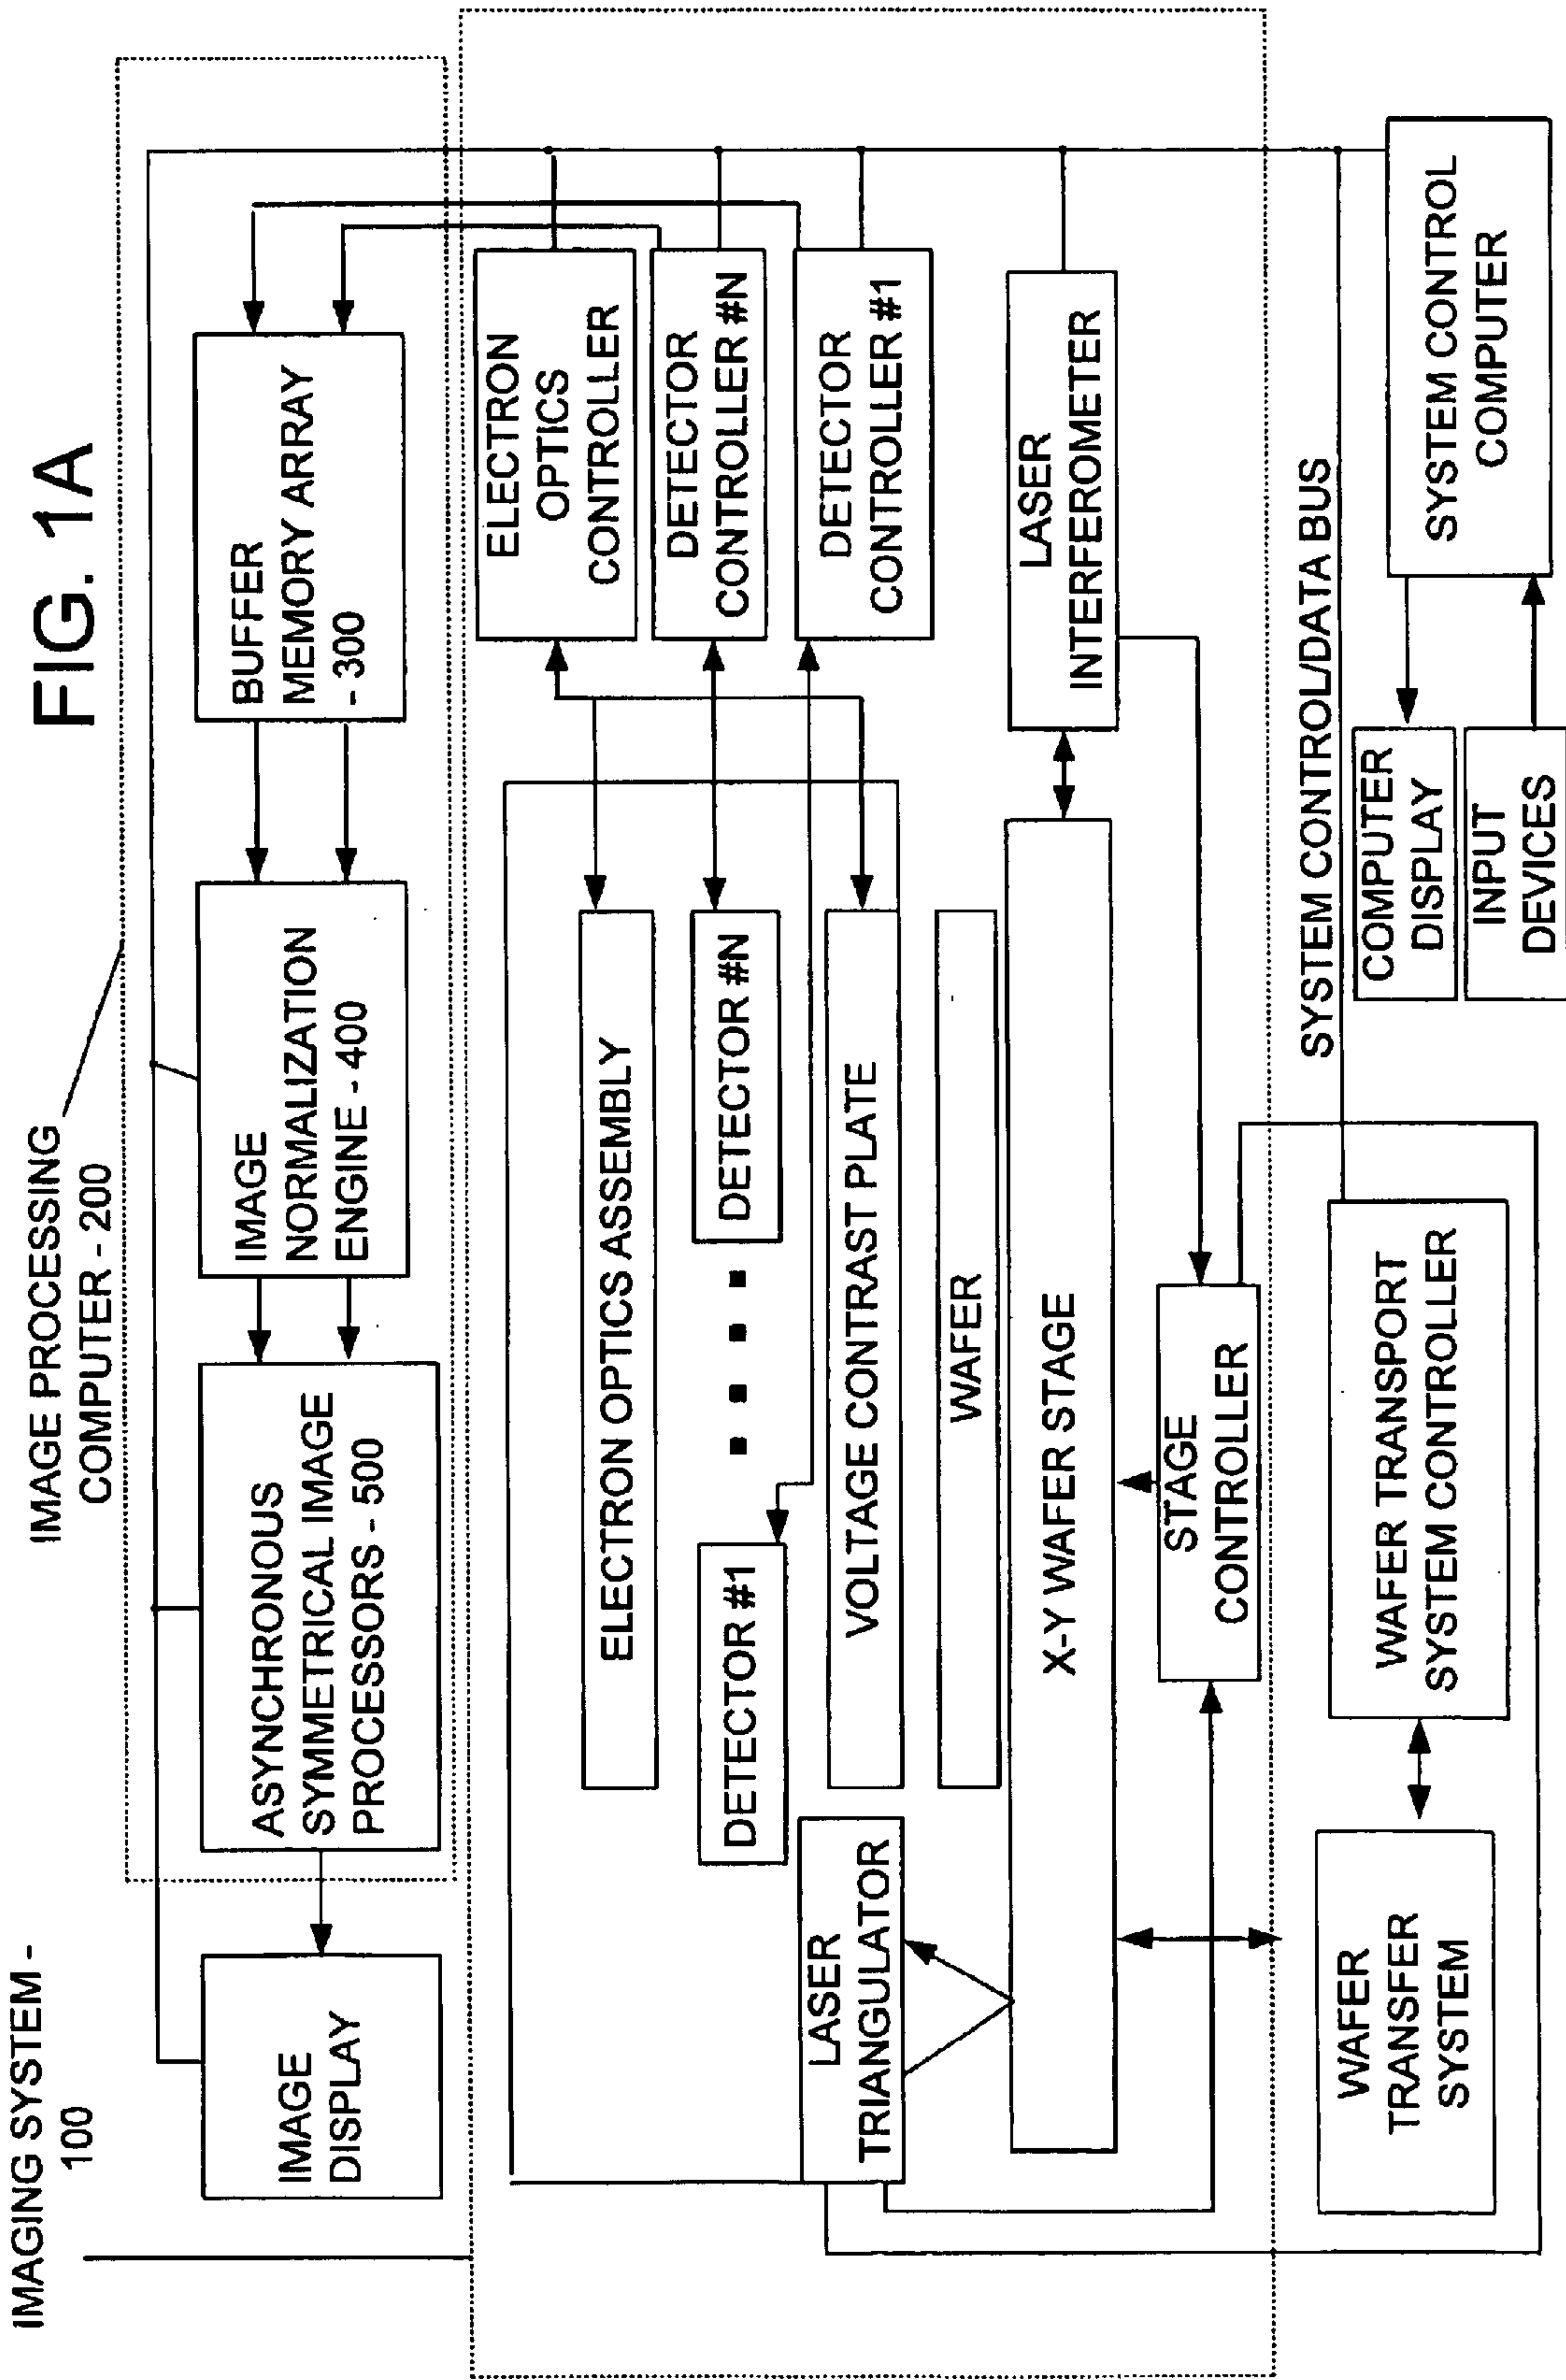 FIG. 1A
IMAGING SYSTEM -
100
IMAGE PROCESSING
COMPUTER - 200
IMAGE
DISPLAY
ASYNCHRONOUS
SYMMETRICAL IMAGE
PROCESSORS - 500
IMAGE
NORMALIZATION
ENGINE - 400
BUFFER
MEMORY ARRAY
- 300
ELECTRON OPTICS ASSEMBLY
ELECTRON
OPTICS
CONTROLLER
DETECTOR #1
DETECTOR #N
DETECTOR
CONTROLLER #N
LASER
TRIANGULATOR
VOLTAGE CONTRAST PLATE
DETECTOR
CONTROLLER #1
WAFER
X-Y WAFER STAGE
LASER
INTERFEROMETER
STAGE
CONTROLLER
SYSTEM CONTROL/DATA BUS
WAFER
TRANSFER
SYSTEM
WAFER TRANSPORT
SYSTEM CONTROLLER
COMPUTER
DISPLAY
INPUT
DEVICES
SYSTEM CONTROL
COMPUTER